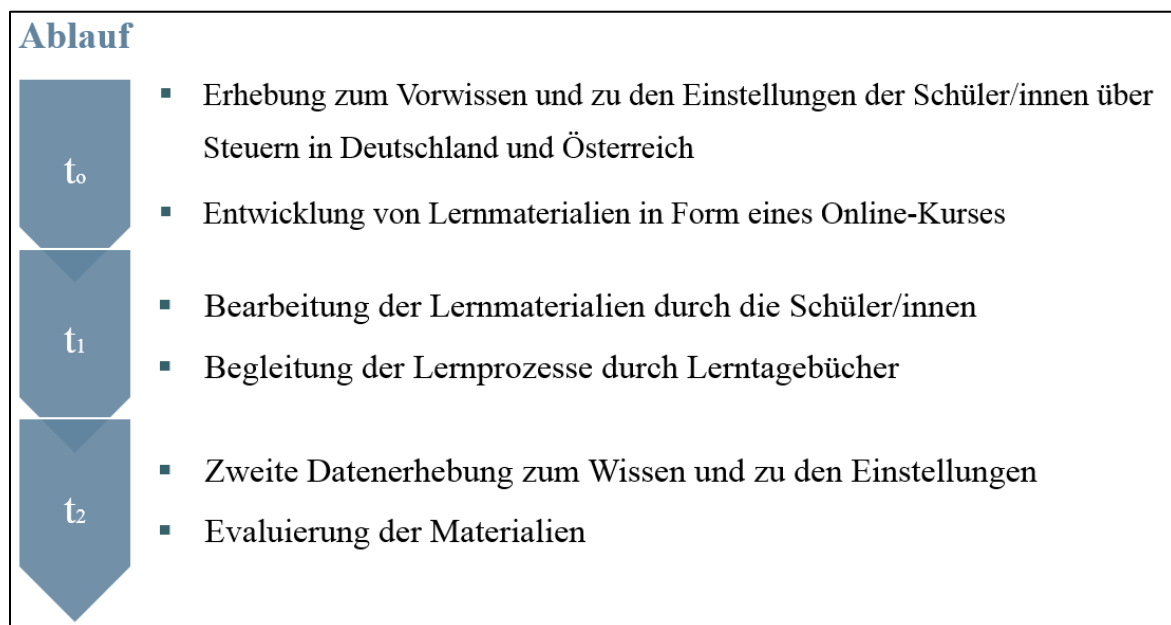 Ablauf
t₀
▪ Erhebung zum Vorwissen und zu den Einstellungen der Schüler/innen über
Steuern in Deutschland und Österreich
▪ Entwicklung von Lernmaterialien in Form eines Online-Kurses
t₁
▪ Bearbeitung der Lernmaterialien durch die Schüler/innen
▪ Begleitung der Lernprozesse durch Lerntagebücher
t₂
▪ Zweite Datenerhebung zum Wissen und zu den Einstellungen
▪ Evaluierung der Materialien